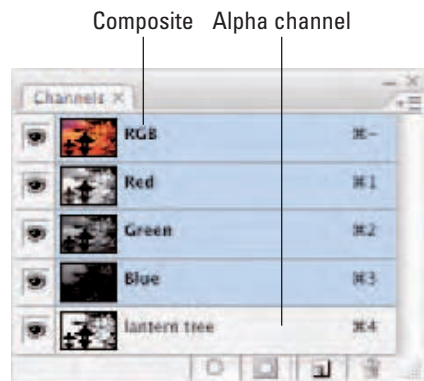 Composite Alpha channel
Channels ×
RGB ⌘~
Red ⌘1
Green ⌘2
Blue ⌘3
lantern tree ⌘4